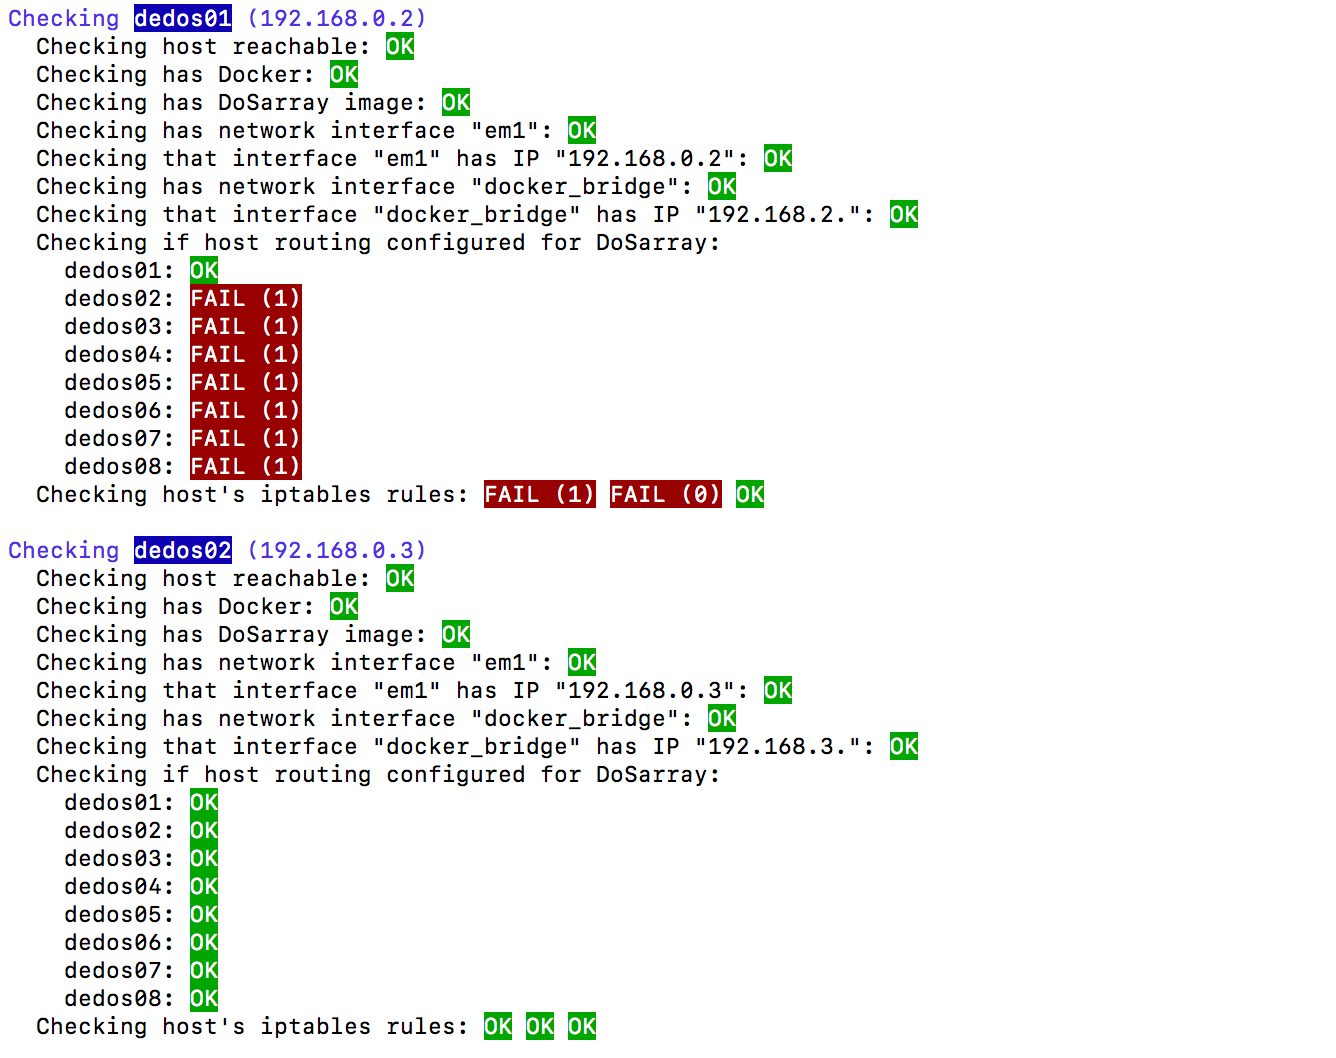 Checking dedos01 (192.168.0.2)
Checking host reachable: OK
Checking has Docker: OK
Checking has DoSarray image: OK
Checking has network interface "em1": OK
Checking that interface "em1" has IP "192.168.0.2": OK
Checking has network interface "docker_bridge": OK
Checking that interface "docker_bridge" has IP "192.168.2.": OK
Checking if host routing configured for DoSarray:
dedos01: OK
dedos02: FAIL (1)
dedos03: FAIL (1)
dedos04: FAIL (1)
dedos05: FAIL (1)
dedos06: FAIL (1)
dedos07: FAIL (1)
dedos08: FAIL (1)
Checking host's iptables rules: FAIL (1) FAIL (0) OK
Checking dedos02 (192.168.0.3)
Checking host reachable: OK
Checking has Docker: OK
Checking has DoSarray image: OK
Checking has network interface "em1": OK
Checking that interface "em1" has IP "192.168.0.3": OK
Checking has network interface "docker_bridge": OK
Checking that interface "docker_bridge" has IP "192.168.3.": OK
Checking if host routing configured for DoSarray:
dedos01: OK
dedos02: OK
dedos03: OK
dedos04: OK
dedos05: OK
dedos06: OK
dedos07: OK
dedos08: OK
Checking host's iptables rules: OK OK OK